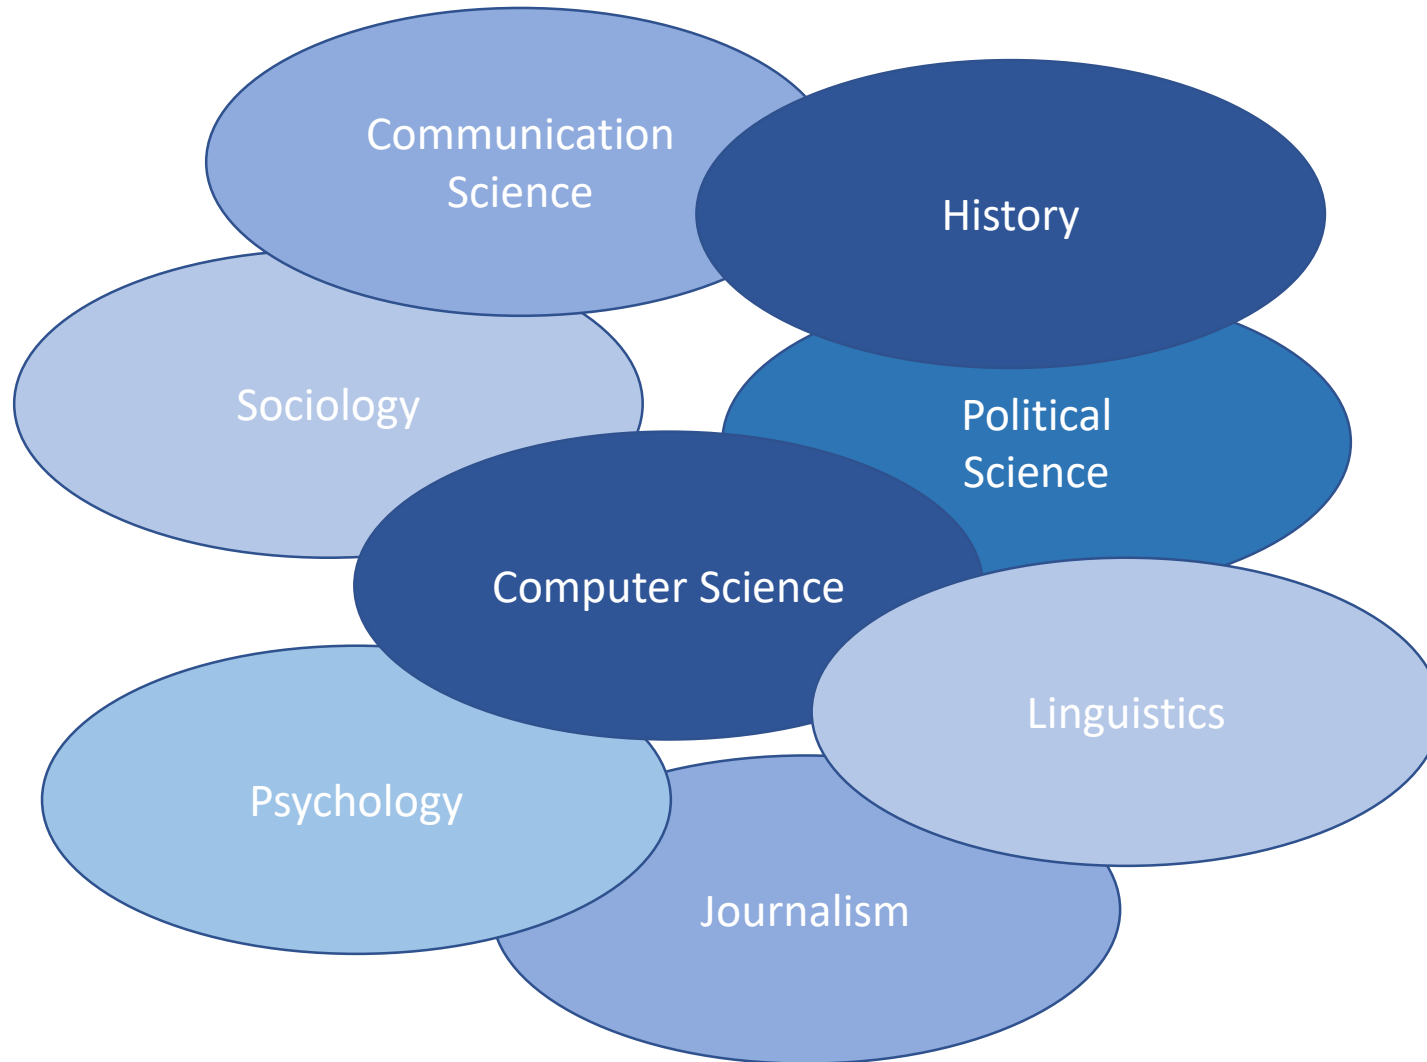 Communication
Science
History
Sociology
Political
Science
Computer Science
Linguistics
Psychology
Journalism